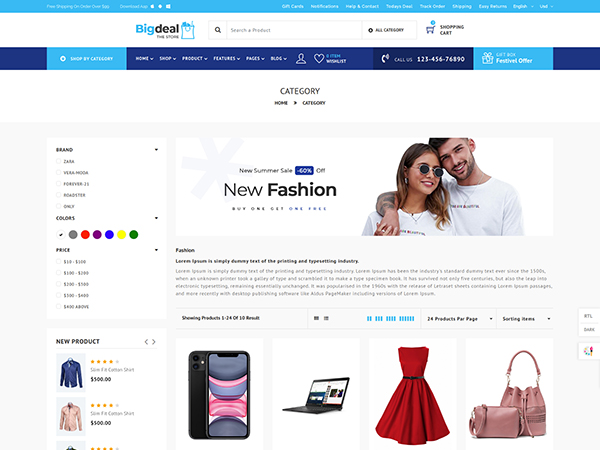 Free Shipping On Order Over $99
Download App
Gift Cards
Notifications
Help & Contact
Todays Deal
Track Order
Shipping
Easy Returns
English
Usd
Bigdeal
THE STORE
Search a Product
ALL CATEGORY
0
SHOPPING
CART
SHOP BY CATEGORY
HOME
SHOP
PRODUCT
FEATURES
PAGES
BLOG
0 ITEM
WISHLIST
CALL US 123-456-76890
GIFT BOX
Festivel Offer
CATEGORY
HOME » CATEGORY
BRAND
ZARA
VERA-MODA
FOREVER-21
ROADSTER
ONLY
COLORS
PRICE
$10 - $100
$100 - $200
$200 - $300
$300 - $400
$400 ABOVE
New Summer Sale -60% Off
New Fashion
BUY ONE GET ONE FREE
Fashion
Lorem Ipsum is simply dummy text of the printing and typesetting industry.
Lorem Ipsum is simply dummy text of the printing and typesetting industry. Lorem Ipsum has been the industry's standard dummy text ever since the 1500s,
when an unknown printer took a galley of type and scrambled it to make a type specimen book. It has survived not only five centuries, but also the leap into
electronic typesetting, remaining essentially unchanged. It was popularised in the 1960s with the release of Letraset sheets containing Lorem Ipsum passages,
and more recently with desktop publishing software like Aldus PageMaker including versions of Lorem Ipsum.
Showing Products 1-24 Of 10 Result
24 Products Par Page
Sorting items
RTL
DARK
NEW PRODUCT
Slim Fit Cotton Shirt
$500.00
Slim Fit Cotton Shirt
$500.00